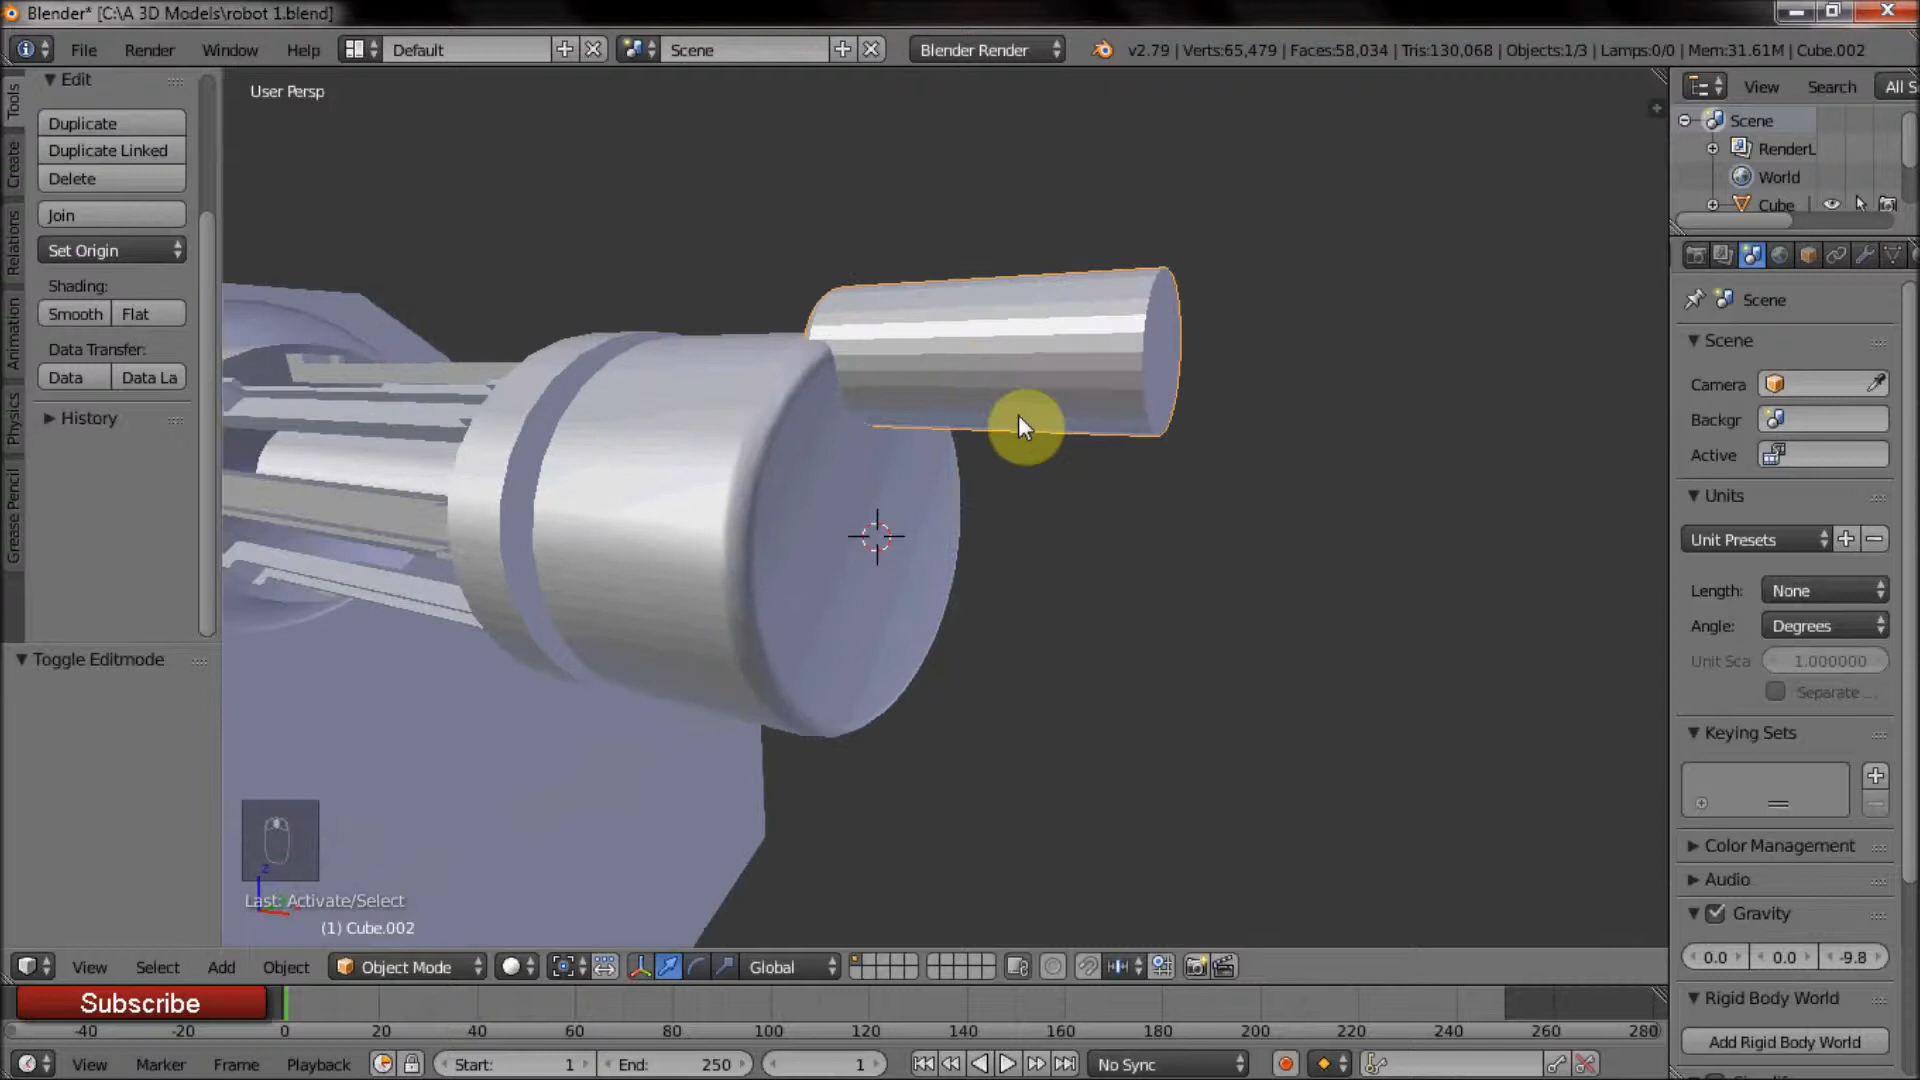 Blender* [C:\A 3D Models\robot 1.blend]
File Render Window Help Default Scene Blender Render v2.79 | Verts:65,479 | Faces:58,034 | Tris:130,068 | Objects:1/3 | Lamps:0/0 | Mem:31.61M | Cube.002
Tools
Create
Relations
Animation
Physics
Grease Pencil
Edit
Duplicate
Duplicate Linked
Delete
Join
Set Origin
Shading:
Smooth Flat
Data Transfer:
Data Data La
History
Toggle Editmode
User Persp
z
Last: Activate/Select
(1) Cube.002
View Search All S
Scene
RenderL
World
Cube
Scene
Scene
Camera
Backgr
Active
Units
Unit Presets
Length: None
Angle: Degrees
Unit Sca 1.000000
Separate ...
Keying Sets
Color Management
Audio
Gravity
0.0 0.0 -9.8
Rigid Body World
Add Rigid Body World
View Select Add Object Object Mode Global
Subscribe
-40 -20 0 20 40 60 80 100 120 140 160 180 200 220 240 260 280
View Marker Frame Playback Start: 1 End: 250 1 No Sync